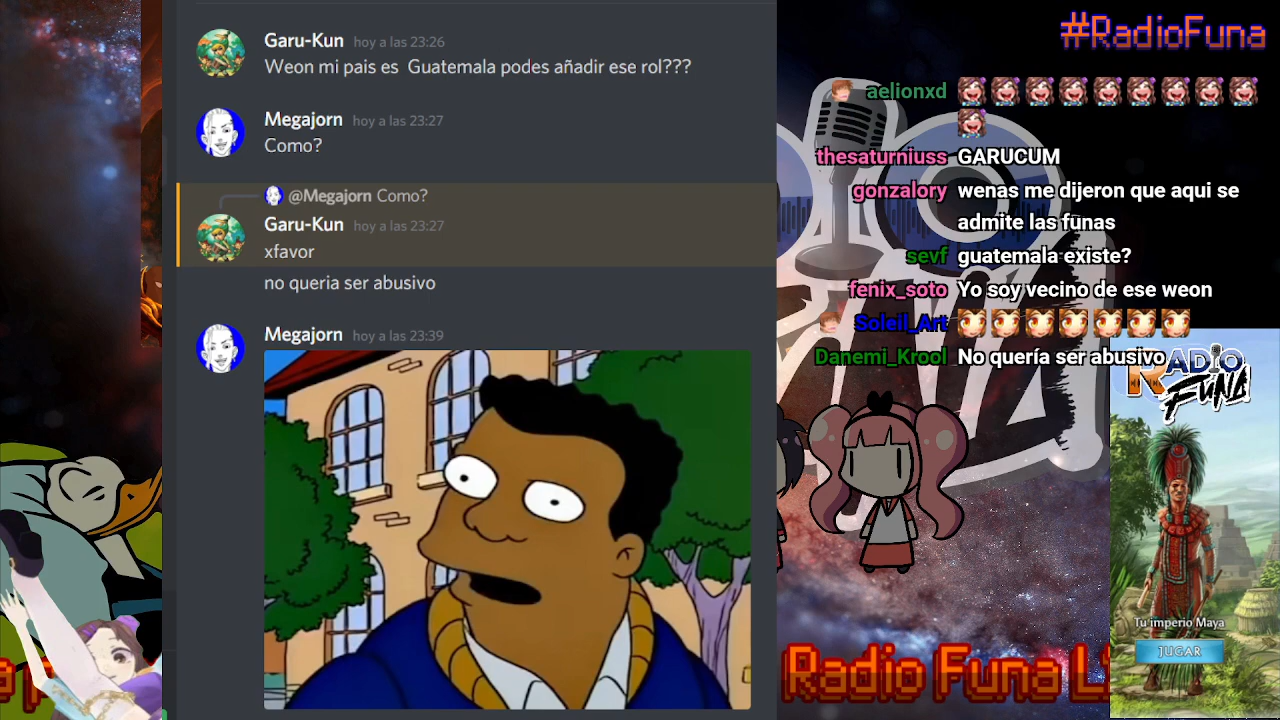 Garu-Kun hoy a las 23:26
Weon mi pais es Guatemala podes añadir ese rol???
Megajorn hoy a las 23:27
Como?
@Megajorn Como?
Garu-Kun hoy a las 23:27
xfavor
no queria ser abusivo
Megajorn hoy a las 23:39
#RadioFuna
aelionxd
thesaturniuss GARUCUM
gonzalory wenas me dijeron que aqui se
admite las funas
sevf guatemala existe?
fenix_soto Yo soy vecino de ese weon
Soleil_Art
Danemi_Krool No quería ser abusivo
RADIO
FUNA
Tu imperio Maya
JUGAR
Radio Funa L